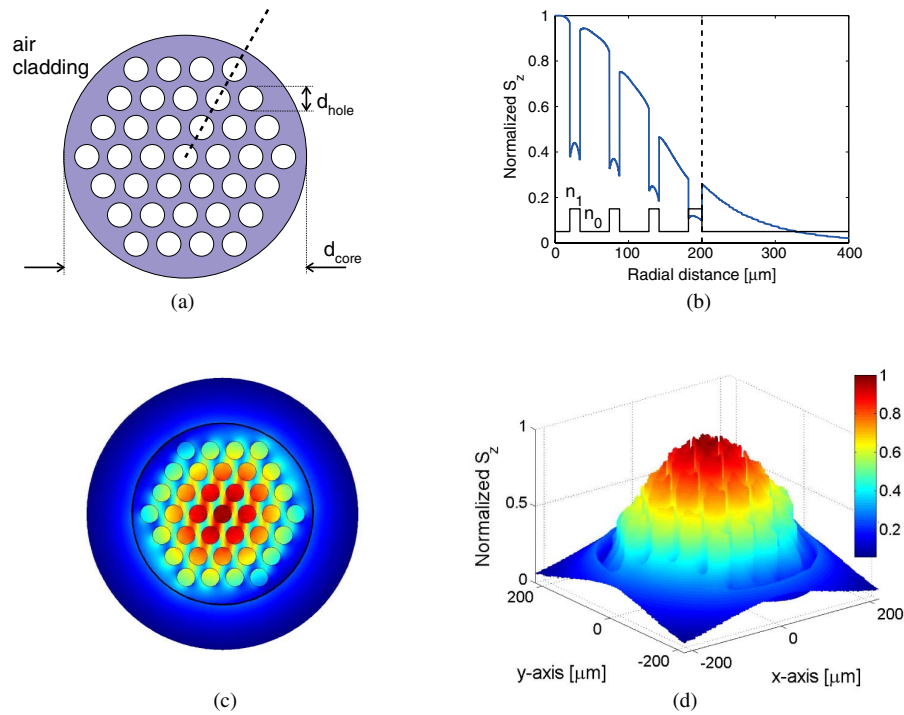 air
cladding
d_hole
d_core
(a)
Normalized S_z
1
0.8
0.6
0.4
0.2
0
n_1
n_0
0 100 200 300 400
Radial distance [μm]
(b)
(c)
Normalized S_z
1
0.5
0
200
0
-200
y-axis [μm]
-200
0
200
x-axis [μm]
1
0.8
0.6
0.4
0.2
(d)